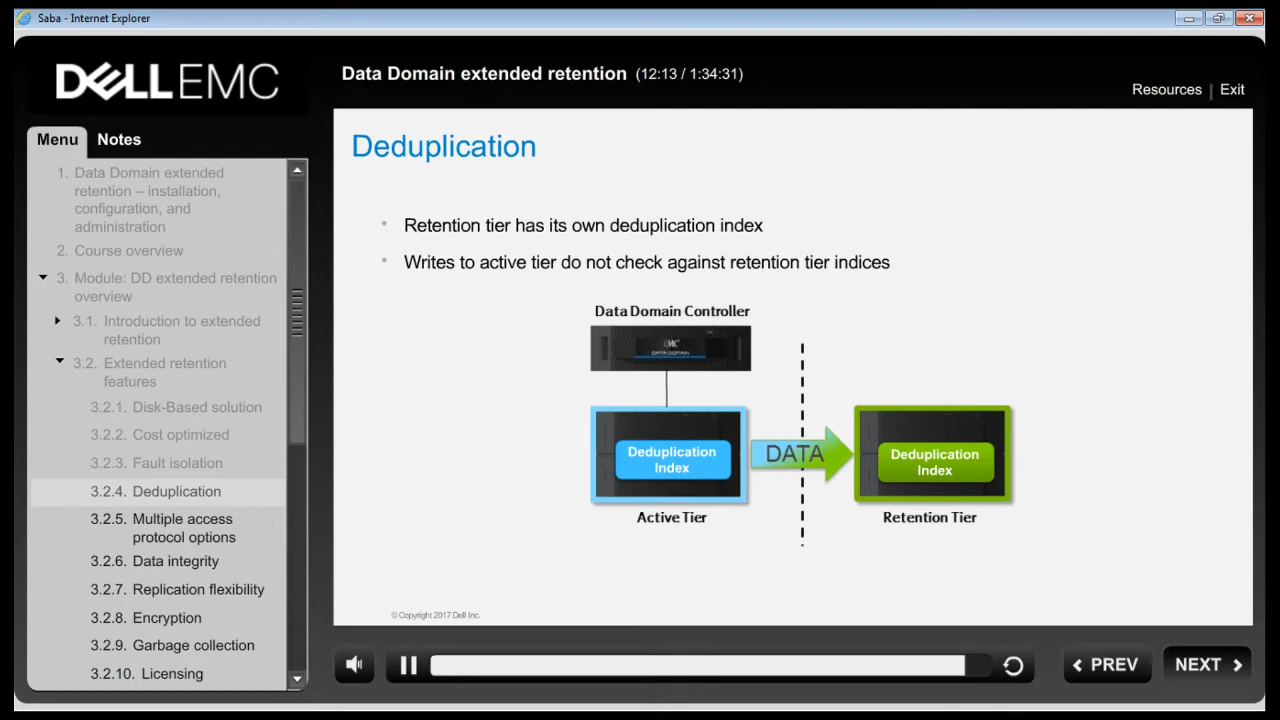 Saba - Internet Explorer
DELLEMC
Data Domain extended retention (12:13 / 1:34:31)
Resources | Exit
Menu Notes
1. Data Domain extended
retention – installation,
configuration, and
administration
2. Course overview
3. Module: DD extended retention
overview
3.1. Introduction to extended
retention
3.2. Extended retention
features
3.2.1. Disk-Based solution
3.2.2. Cost optimized
3.2.3. Fault isolation
3.2.4. Deduplication
3.2.5. Multiple access
protocol options
3.2.6. Data integrity
3.2.7. Replication flexibility
3.2.8. Encryption
3.2.9. Garbage collection
3.2.10. Licensing
Deduplication
• Retention tier has its own deduplication index
• Writes to active tier do not check against retention tier indices
Data Domain Controller
EMC
DATA DOMAIN
Deduplication
Index
DATA
Deduplication
Index
Active Tier
Retention Tier
© Copyright 2017 Dell Inc.
PREV
NEXT